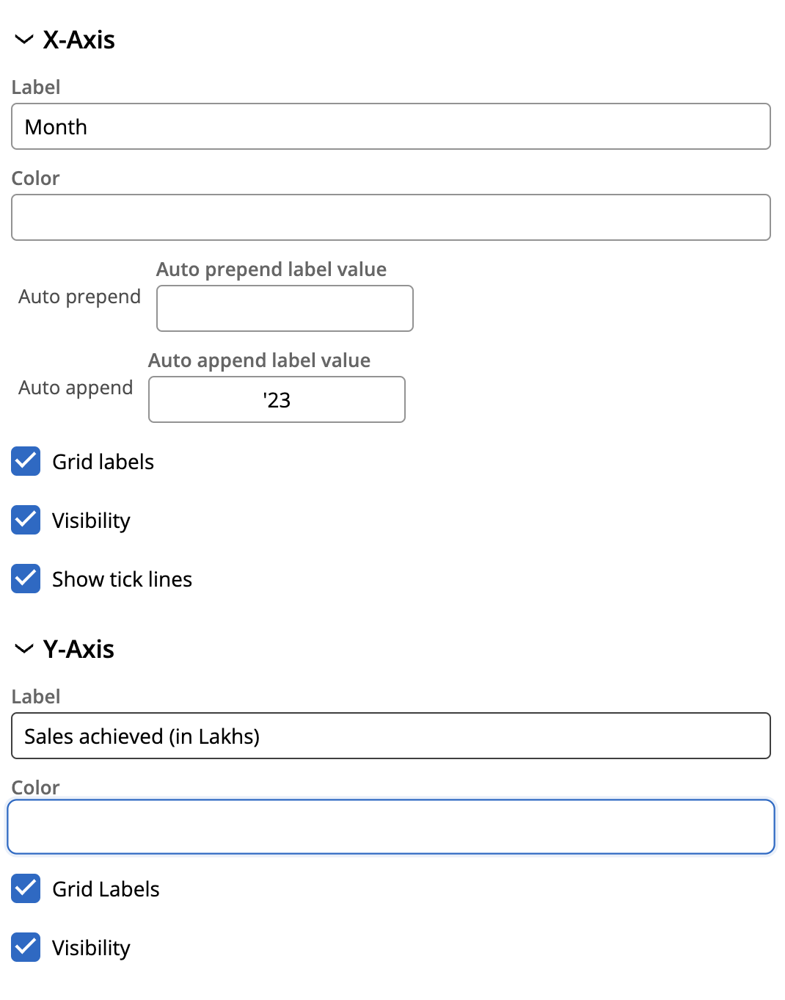 X-Axis
Label
Month
Color
Auto prepend label value
Auto prepend
Auto append label value
Auto append
'23
Grid labels
Visibility
Show tick lines
Y-Axis
Label
Sales achieved (in Lakhs)
Color
Grid Labels
Visibility